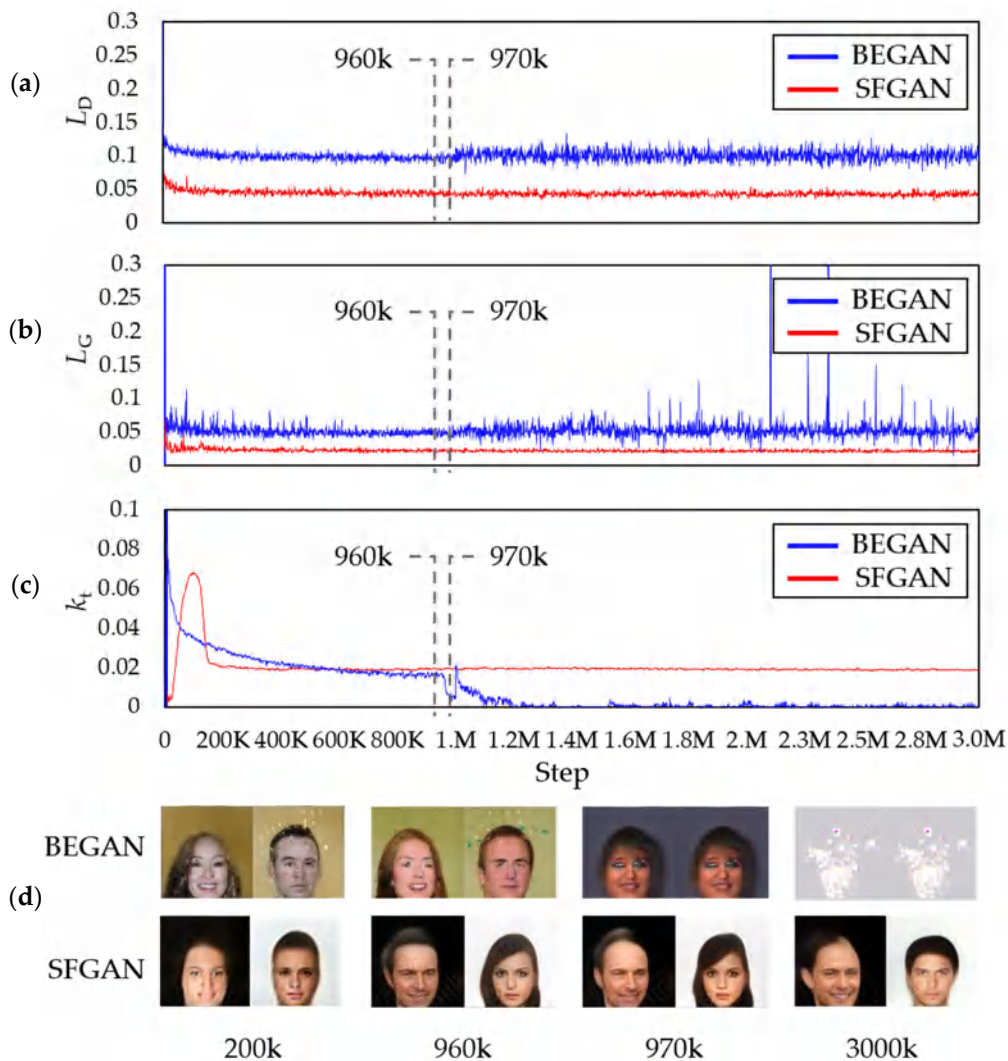 (a)
L_D
0.3
0.25
0.2
0.15
0.1
0.05
0
960k
970k
BEGAN
SFGAN
(b)
L_G
0.3
0.25
0.2
0.15
0.1
0.05
0
960k
970k
BEGAN
SFGAN
(c)
k_t
0.1
0.08
0.06
0.04
0.02
0
960k
970k
BEGAN
SFGAN
0 200K 400K 600K 800K 1.M 1.2M 1.4M 1.6M 1.8M 2.M 2.3M 2.5M 2.8M 3.0M
Step
(d)
BEGAN
SFGAN
200k 960k 970k 3000k